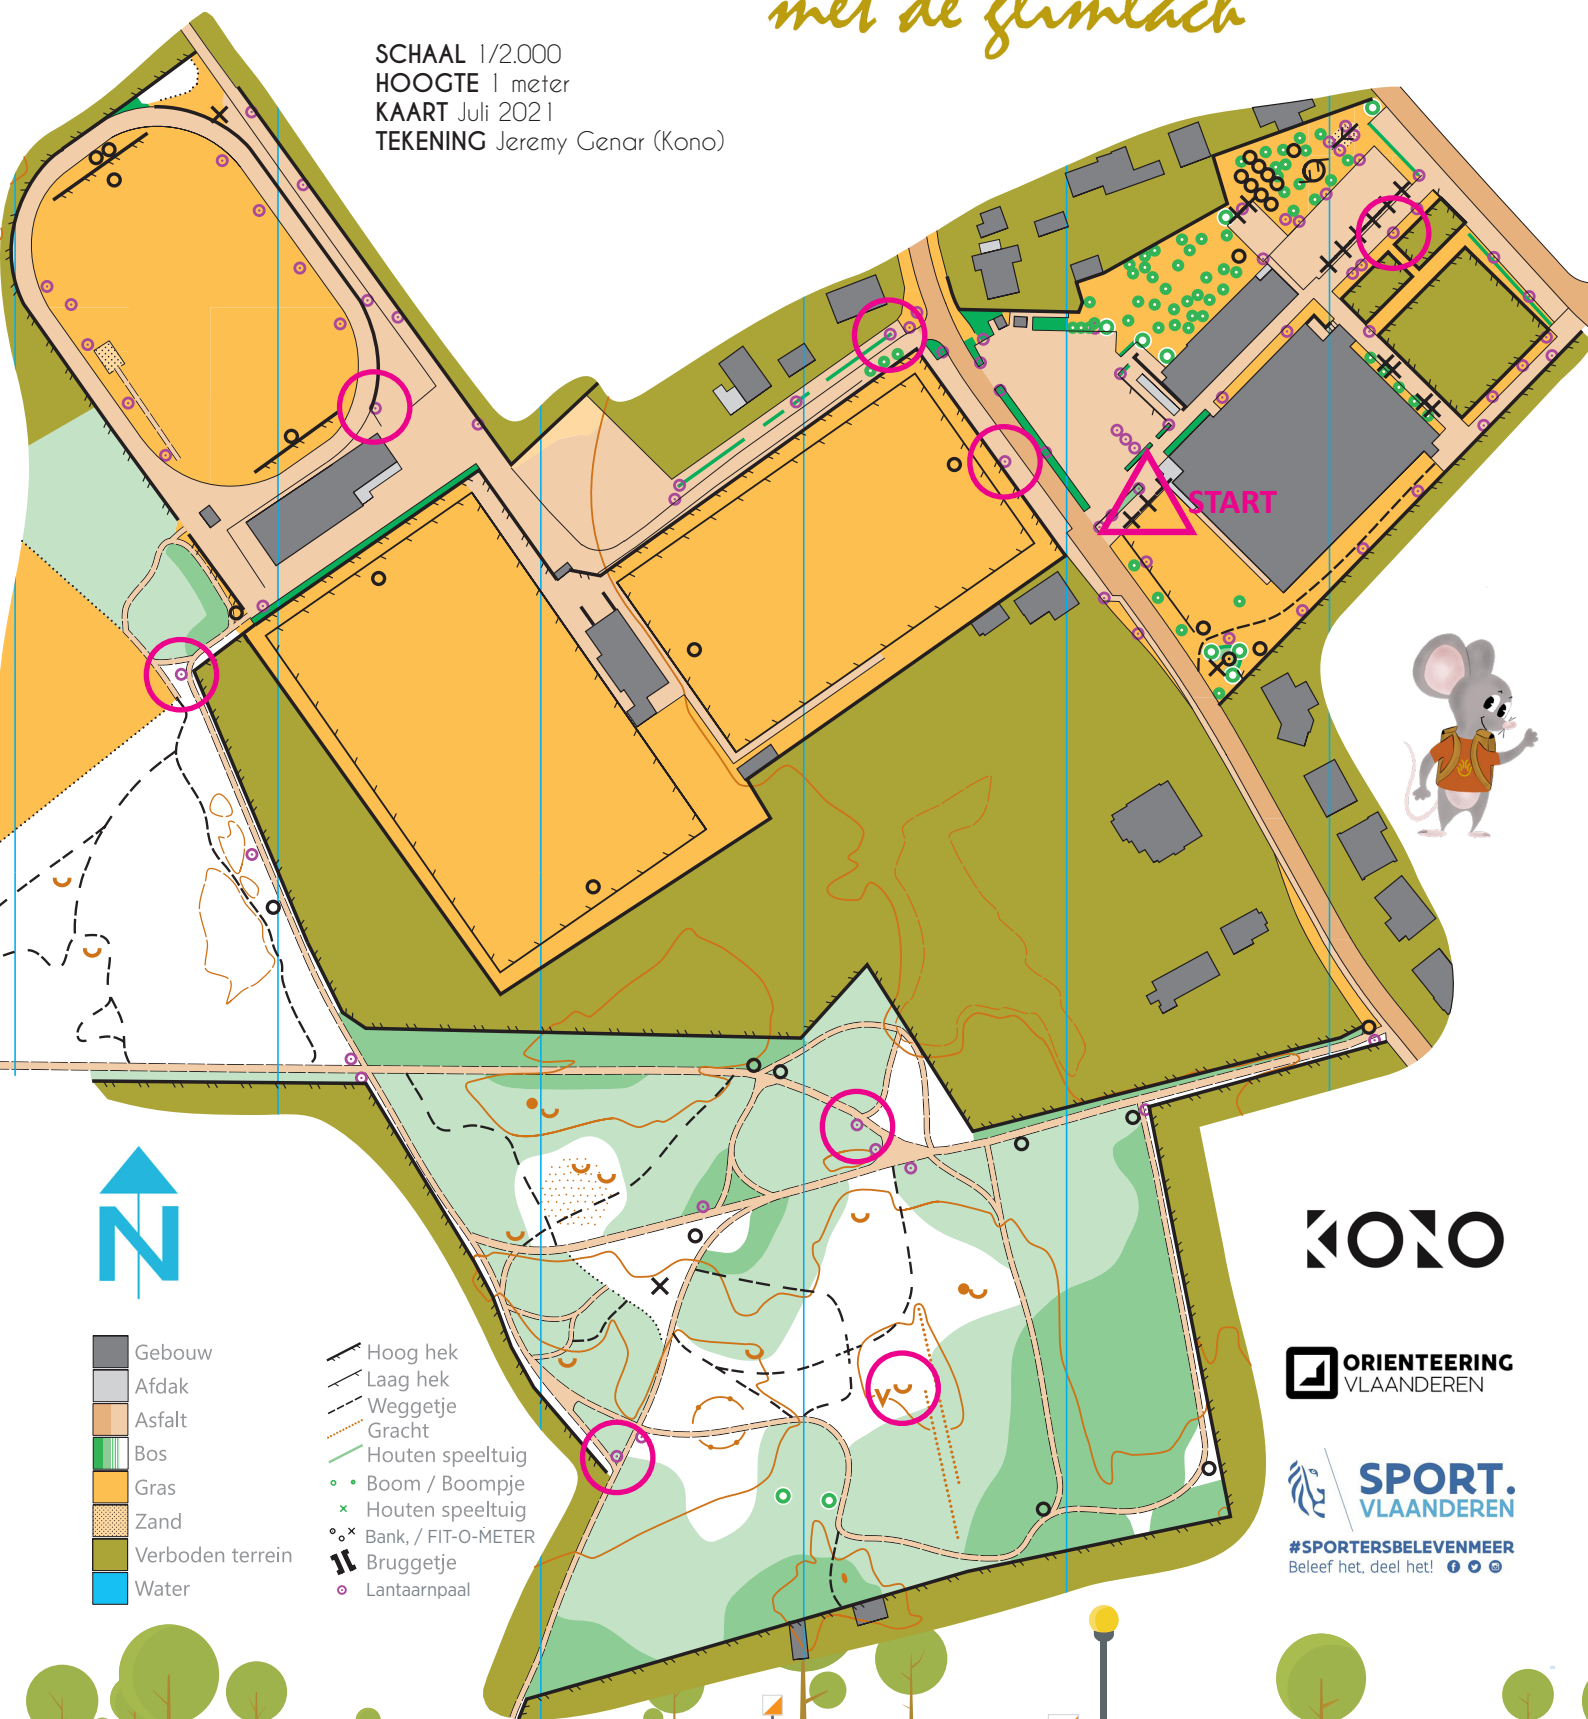 met de glimlach
SCHAAL 1/2.000
HOOGTE 1 meter
KAART Juli 2021
TEKENING Jeremy Genar (Kono)
START
N
Gebouw
Afdak
Asfalt
Bos
Gras
Zand
Verboden terrein
Water
Hoog hek
Laag hek
Weggetje
Gracht
Houten speeltuig
Boom / Boompje
Houten speeltuig
Bank, / FIT-O-METER
Bruggetje
Lantaarnpaal
KONO
ORIENTEERING
VLAANDEREN
SPORT.
VLAANDEREN
#SPORTERSBELEVENMEER
Beleef het, deel het!